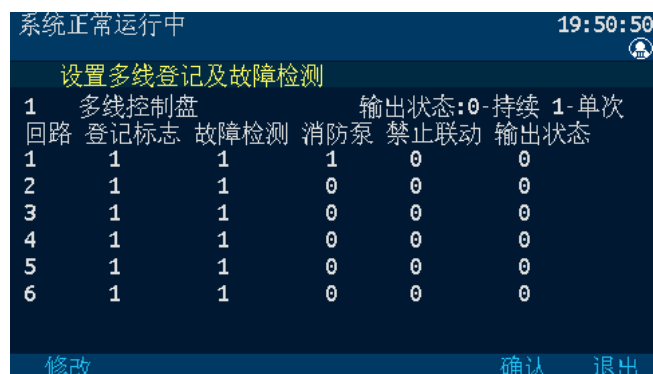 系统正常运行中 19:50:50
设置多线登记及故障检测
1 多线控制盘 输出状态:0-持续 1-单次
回路 登记标志 故障检测 消防泵 禁止联动 输出状态
1 1 1 1 0 0
2 1 1 0 0 0
3 1 1 0 0 0
4 1 1 0 0 0
5 1 1 0 0 0
6 1 1 0 0 0
修改 确认 退出